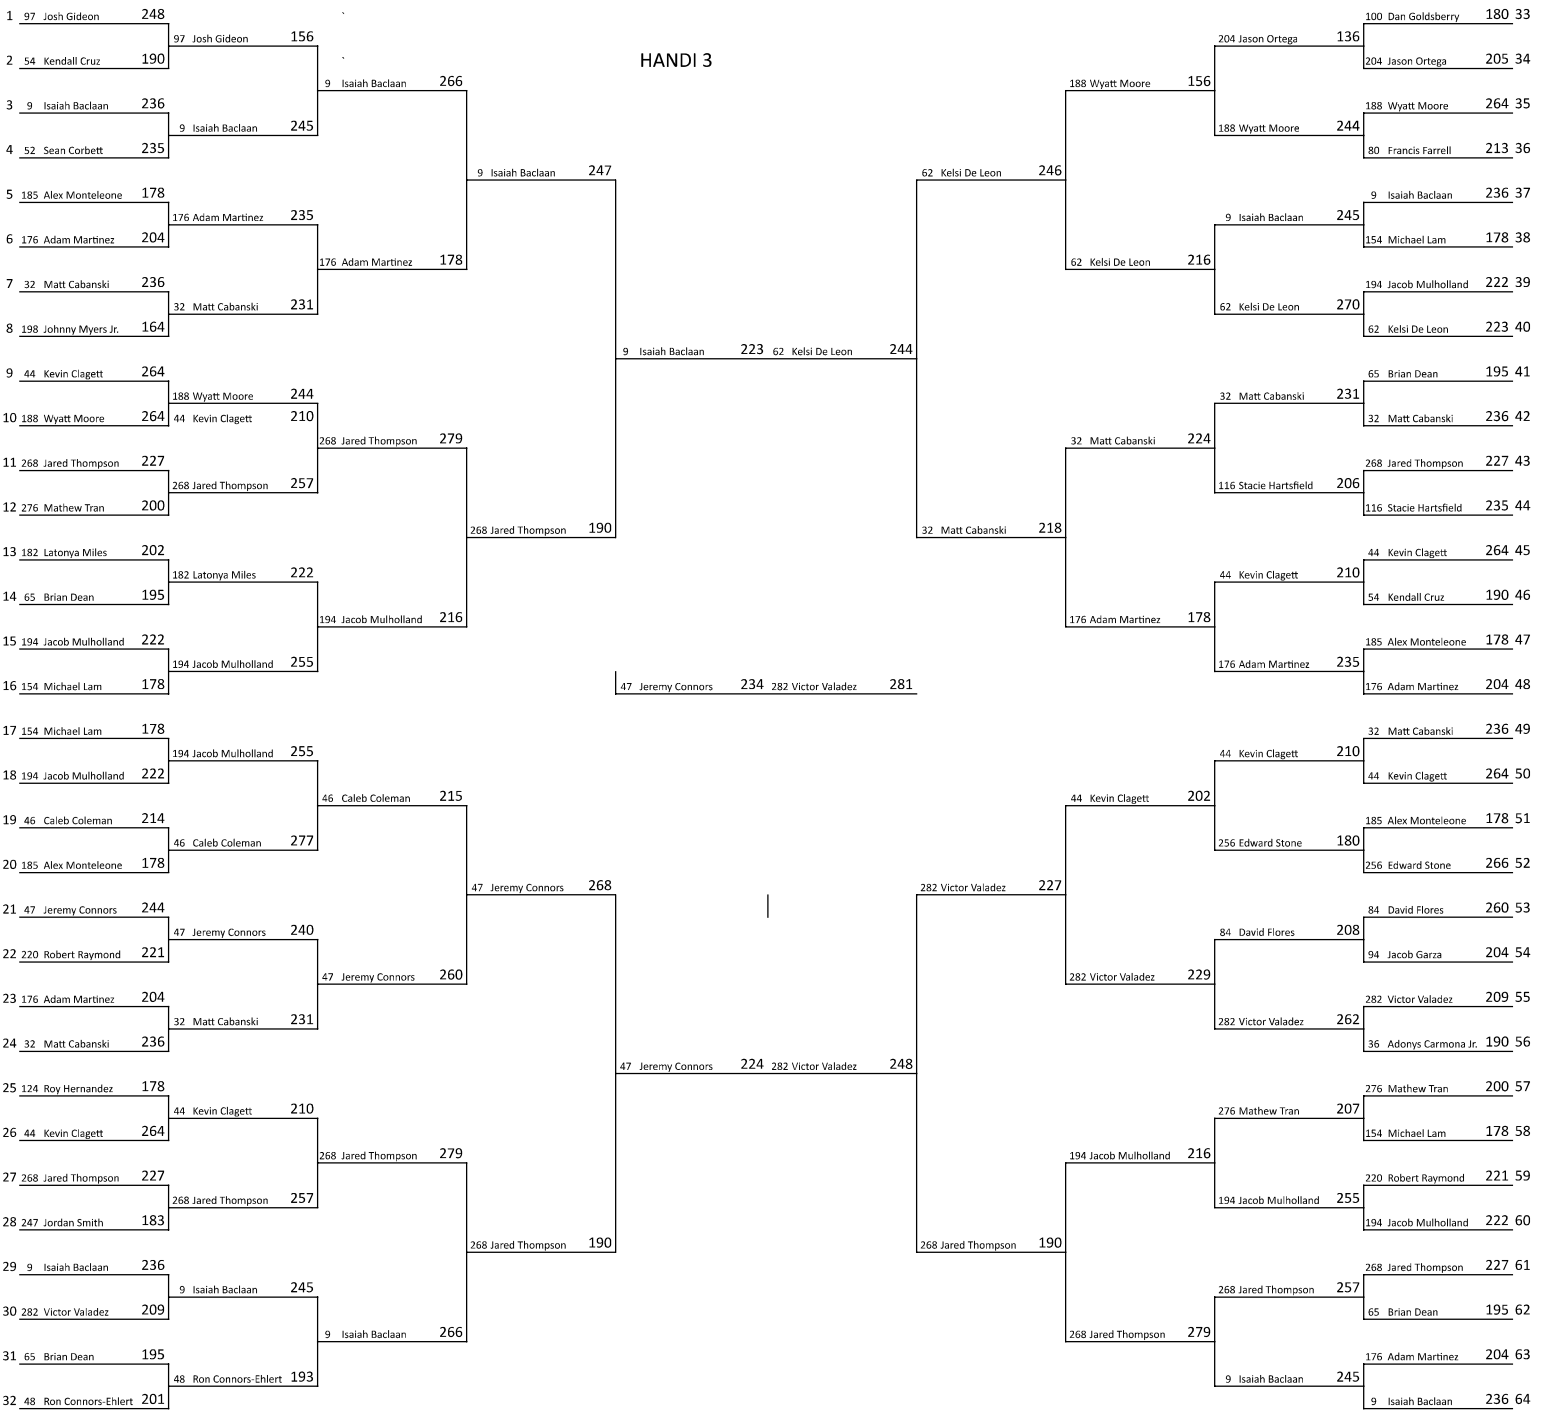 HANDI 3
1 97 Josh Gideon 248
97 Josh Gideon 156
2 54 Kendall Cruz 190
9 Isaiah Baclaan 266
3 9 Isaiah Baclaan 236
9 Isaiah Baclaan 245
4 52 Sean Corbett 235
9 Isaiah Baclaan 247
5 185 Alex Monteleone 178
176 Adam Martinez 235
6 176 Adam Martinez 204
176 Adam Martinez 178
7 32 Matt Cabanski 236
32 Matt Cabanski 231
8 198 Johnny Myers Jr. 164
9 Isaiah Baclaan 223
9 44 Kevin Clagett 264
188 Wyatt Moore 244
10 188 Wyatt Moore 264
44 Kevin Clagett 210
268 Jared Thompson 279
11 268 Jared Thompson 227
268 Jared Thompson 257
12 276 Mathew Tran 200
268 Jared Thompson 190
13 182 Latonya Miles 202
182 Latonya Miles 222
14 65 Brian Dean 195
194 Jacob Mulholland 216
15 194 Jacob Mulholland 222
194 Jacob Mulholland 255
16 154 Michael Lam 178
47 Jeremy Connors 234
282 Victor Valadez 281
17 154 Michael Lam 178
194 Jacob Mulholland 255
18 194 Jacob Mulholland 222
46 Caleb Coleman 215
19 46 Caleb Coleman 214
46 Caleb Coleman 277
20 185 Alex Monteleone 178
47 Jeremy Connors 268
21 47 Jeremy Connors 244
47 Jeremy Connors 240
22 220 Robert Raymond 221
47 Jeremy Connors 260
23 176 Adam Martinez 204
32 Matt Cabanski 231
24 32 Matt Cabanski 236
47 Jeremy Connors 224
25 124 Roy Hernandez 178
44 Kevin Clagett 210
26 44 Kevin Clagett 264
268 Jared Thompson 279
27 268 Jared Thompson 227
268 Jared Thompson 257
28 247 Jordan Smith 183
268 Jared Thompson 190
29 9 Isaiah Baclaan 236
9 Isaiah Baclaan 245
30 282 Victor Valadez 209
9 Isaiah Baclaan 266
31 65 Brian Dean 195
48 Ron Connors-Ehlert 193
32 48 Ron Connors-Ehlert 201
100 Dan Goldsberry 180 33
204 Jason Ortega 136
204 Jason Ortega 205 34
188 Wyatt Moore 156
188 Wyatt Moore 264 35
188 Wyatt Moore 244
80 Francis Farrell 213 36
62 Kelsi De Leon 246
9 Isaiah Baclaan 236 37
9 Isaiah Baclaan 245
154 Michael Lam 178 38
62 Kelsi De Leon 216
194 Jacob Mulholland 222 39
62 Kelsi De Leon 270
62 Kelsi De Leon 223 40
62 Kelsi De Leon 244
65 Brian Dean 195 41
32 Matt Cabanski 231
32 Matt Cabanski 236 42
32 Matt Cabanski 224
268 Jared Thompson 227 43
116 Stacie Hartsfield 206
116 Stacie Hartsfield 235 44
32 Matt Cabanski 218
44 Kevin Clagett 264 45
44 Kevin Clagett 210
54 Kendall Cruz 190 46
176 Adam Martinez 178
185 Alex Monteleone 178 47
176 Adam Martinez 235
176 Adam Martinez 204 48
32 Matt Cabanski 236 49
44 Kevin Clagett 210
44 Kevin Clagett 264 50
44 Kevin Clagett 202
185 Alex Monteleone 178 51
256 Edward Stone 180
256 Edward Stone 266 52
282 Victor Valadez 227
84 David Flores 260 53
84 David Flores 208
94 Jacob Garza 204 54
282 Victor Valadez 229
282 Victor Valadez 209 55
282 Victor Valadez 262
36 Adonys Carmona Jr. 190 56
282 Victor Valadez 248
276 Mathew Tran 200 57
276 Mathew Tran 207
154 Michael Lam 178 58
194 Jacob Mulholland 216
220 Robert Raymond 221 59
194 Jacob Mulholland 255
194 Jacob Mulholland 222 60
268 Jared Thompson 190
268 Jared Thompson 227 61
268 Jared Thompson 257
65 Brian Dean 195 62
268 Jared Thompson 279
176 Adam Martinez 204 63
9 Isaiah Baclaan 245
9 Isaiah Baclaan 236 64